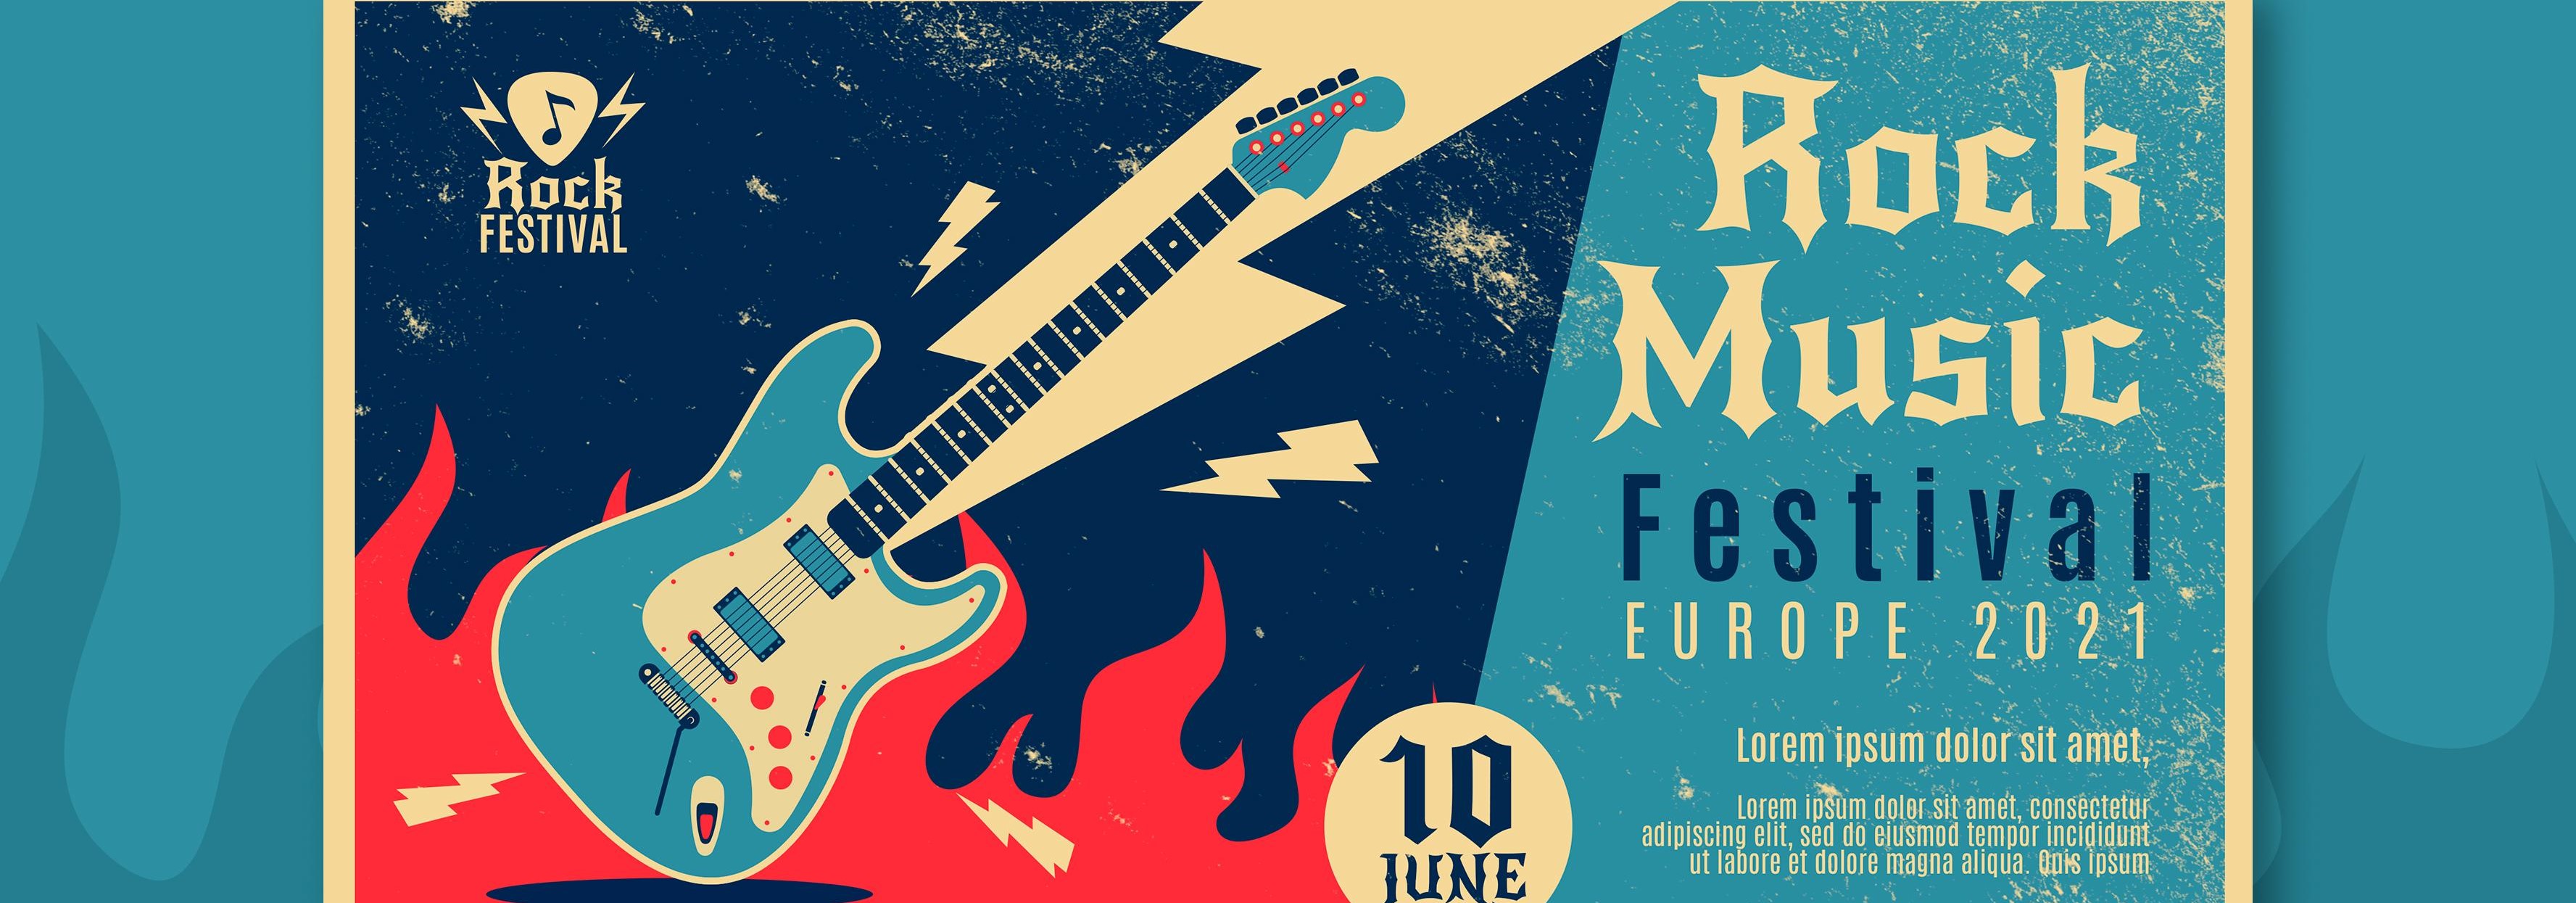 Rock
FESTIVAL
Rock
Music
Festival
EUROPE 2021
Lorem ipsum dolor sit amet,
Lorem ipsum dolor sit amet, consectetur
adipiscing elit, sed do eiusmod tempor incididunt
ut labore et dolore magna aliqua. Quis ipsum
10
JUNE